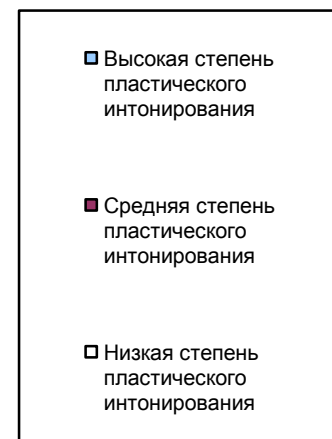 Высокая степень
пластического
интонирования
Средняя степень
пластического
интонирования
Низкая степень
пластического
интонирования